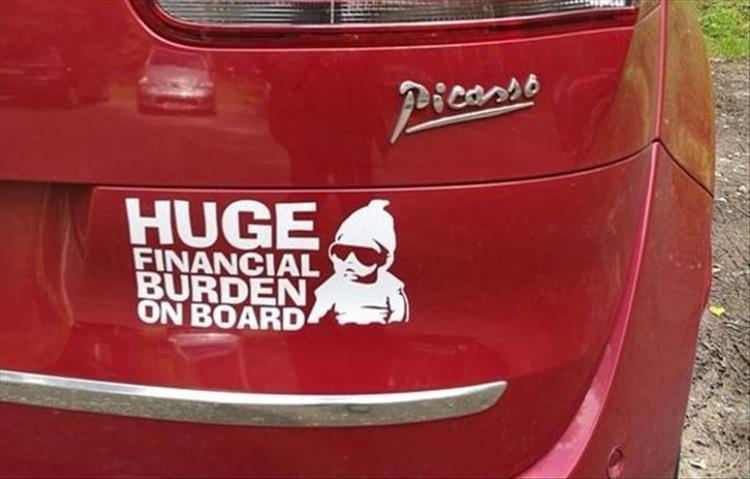 Picasso
HUGE
FINANCIAL
BURDEN
ON BOARD